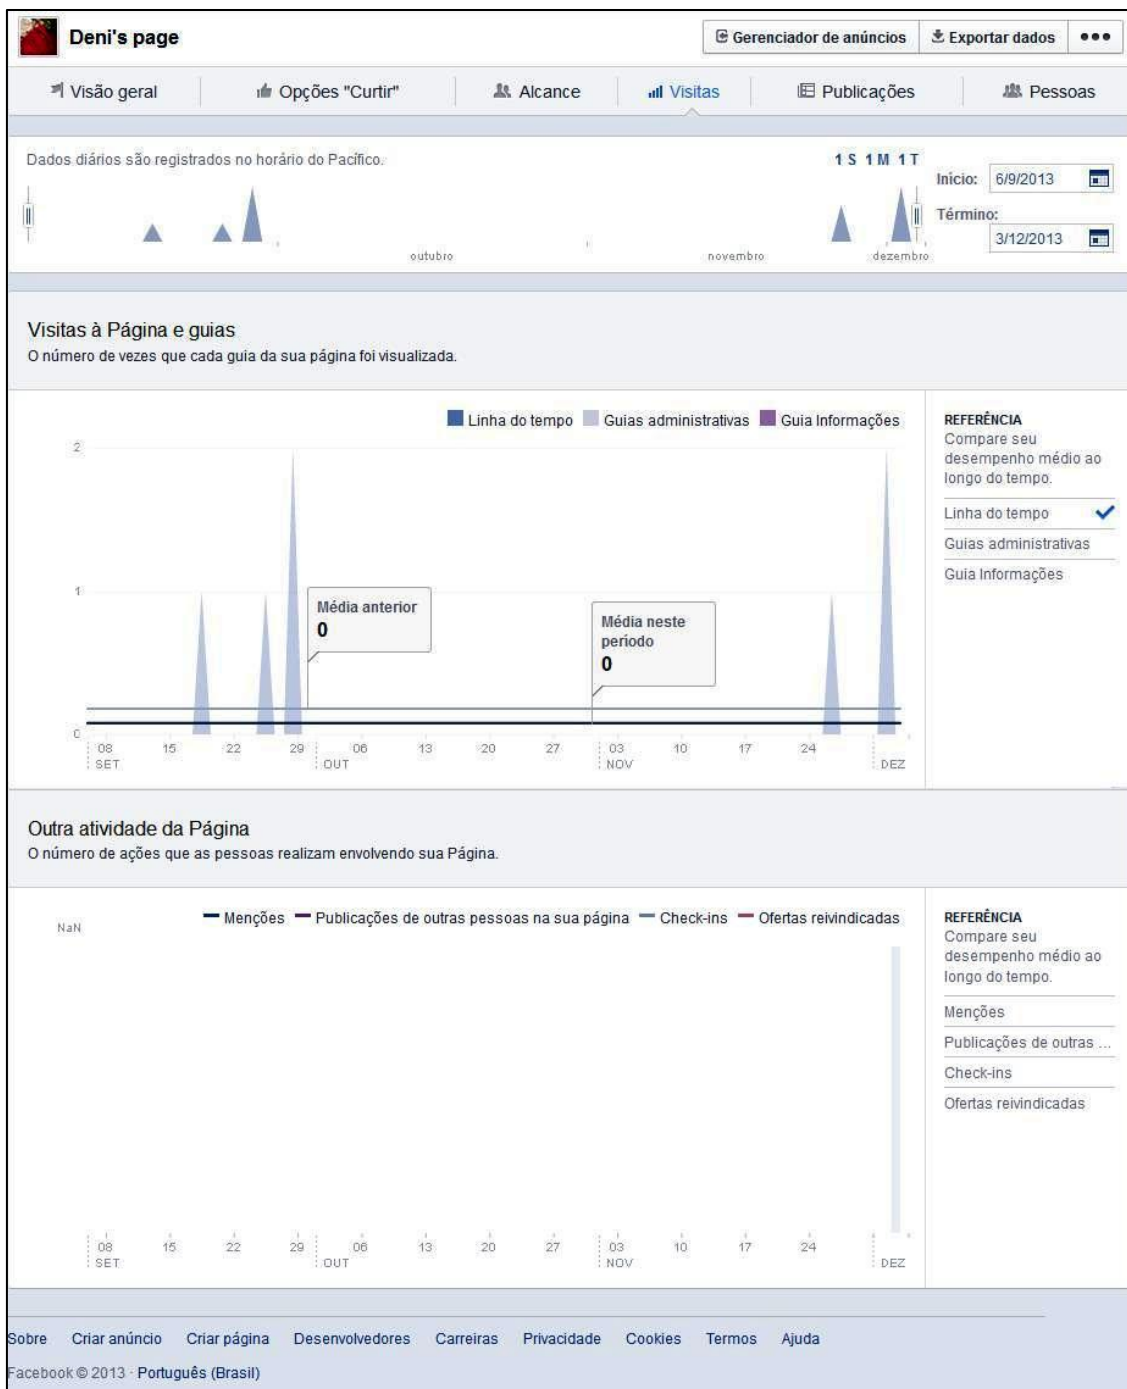 Deni's page
Gerenciador de anúncios
Exportar dados
Visão geral
Opções "Curtir"
Alcance
Visitas
Publicações
Pessoas
Dados diários são registrados no horário do Pacífico.
1 S 1 M 1 T
Início: 6/9/2013
Término:
3/12/2013
outubro novembro dezembro
Visitas à Página e guias
O número de vezes que cada guia da sua página foi visualizada.
Linha do tempo Guias administrativas Guia Informações
2
1
0
Média anterior
0
Média neste
período
0
08 15 22 29 06 13 20 27 03 10 17 24
SET OUT NOV DEZ
REFERÊNCIA
Compare seu
desempenho médio ao
longo do tempo.
Linha do tempo
Guias administrativas
Guia Informações
Outra atividade da Página
O número de ações que as pessoas realizam envolvendo sua Página.
Menções Publicações de outras pessoas na sua página Check-ins Ofertas reivindicadas
NaN
08 15 22 29 06 13 20 27 03 10 17 24
SET OUT NOV DEZ
REFERÊNCIA
Compare seu
desempenho médio ao
longo do tempo.
Menções
Publicações de outras ...
Check-ins
Ofertas reivindicadas
Sobre Criar anúncio Criar página Desenvolvedores Carreiras Privacidade Cookies Termos Ajuda
Facebook © 2013 · Português (Brasil)